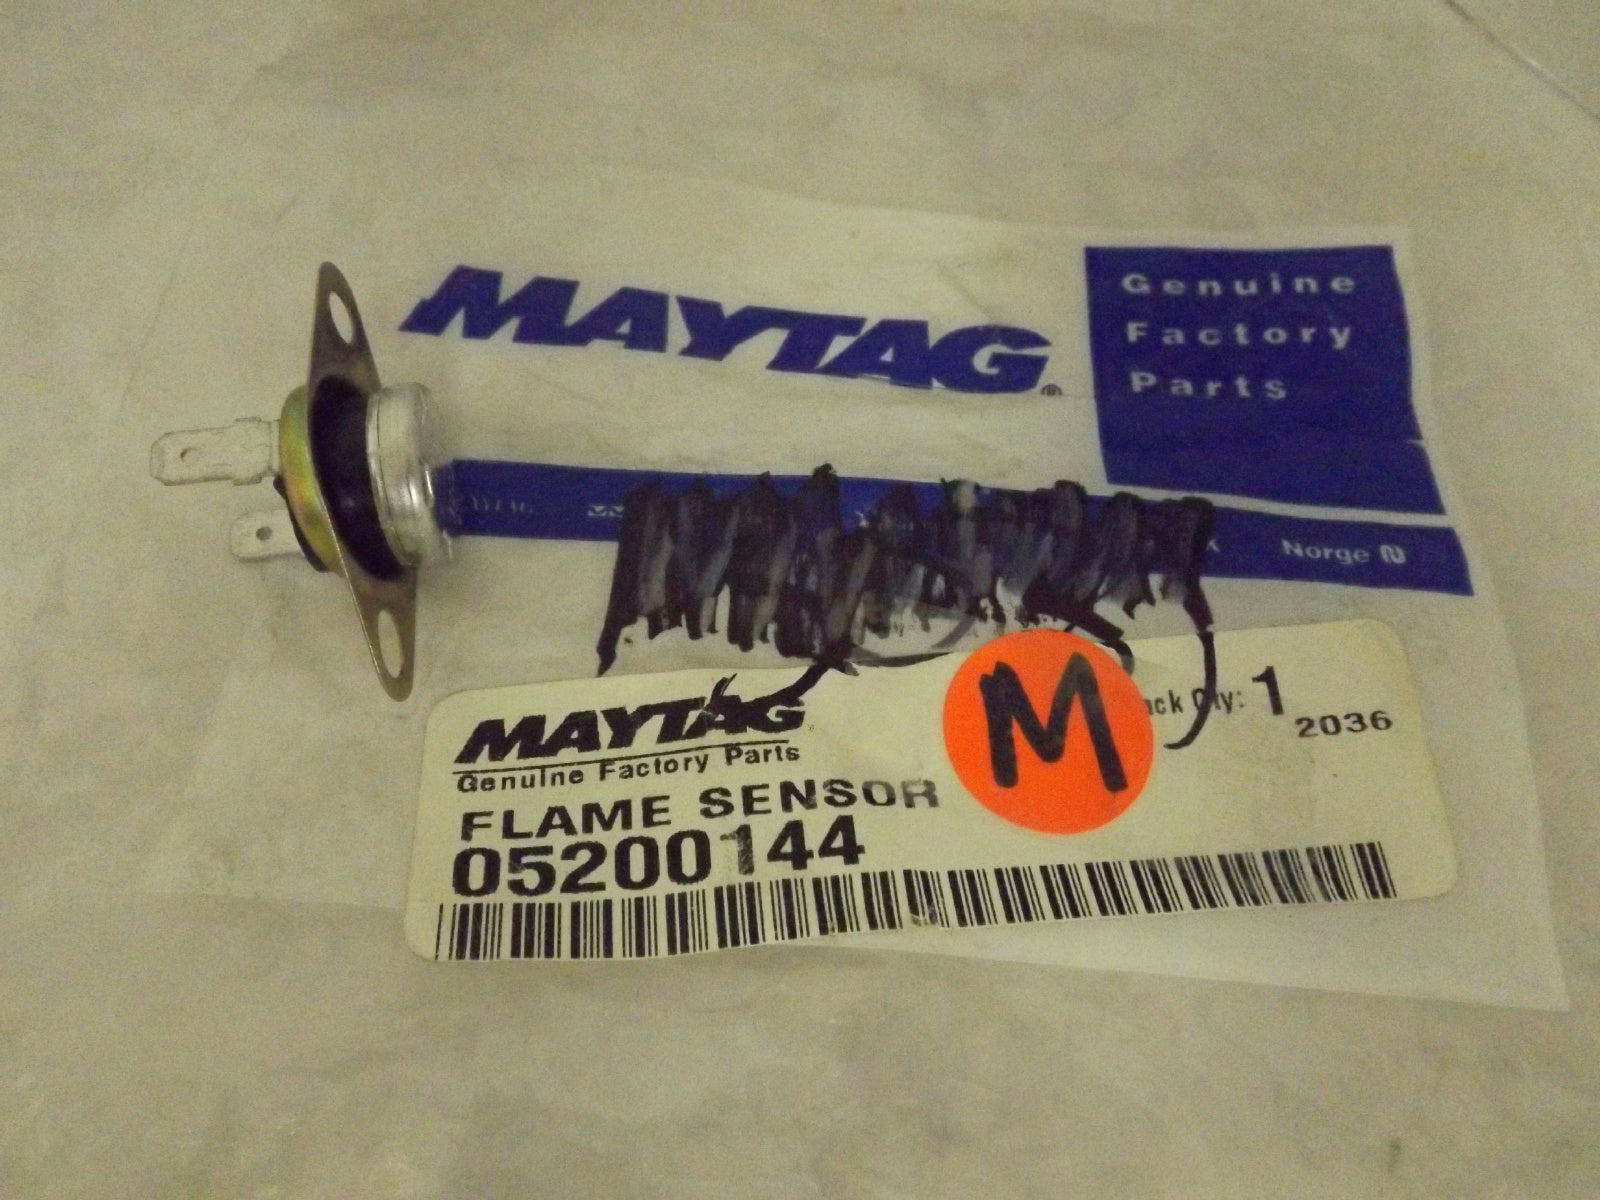 MAYTAG®
Genuine
Factory
Parts
Norge N
MAYTAG
Genuine Factory Parts
M
Qty: 1
2036
FLAME SENSOR
05200144